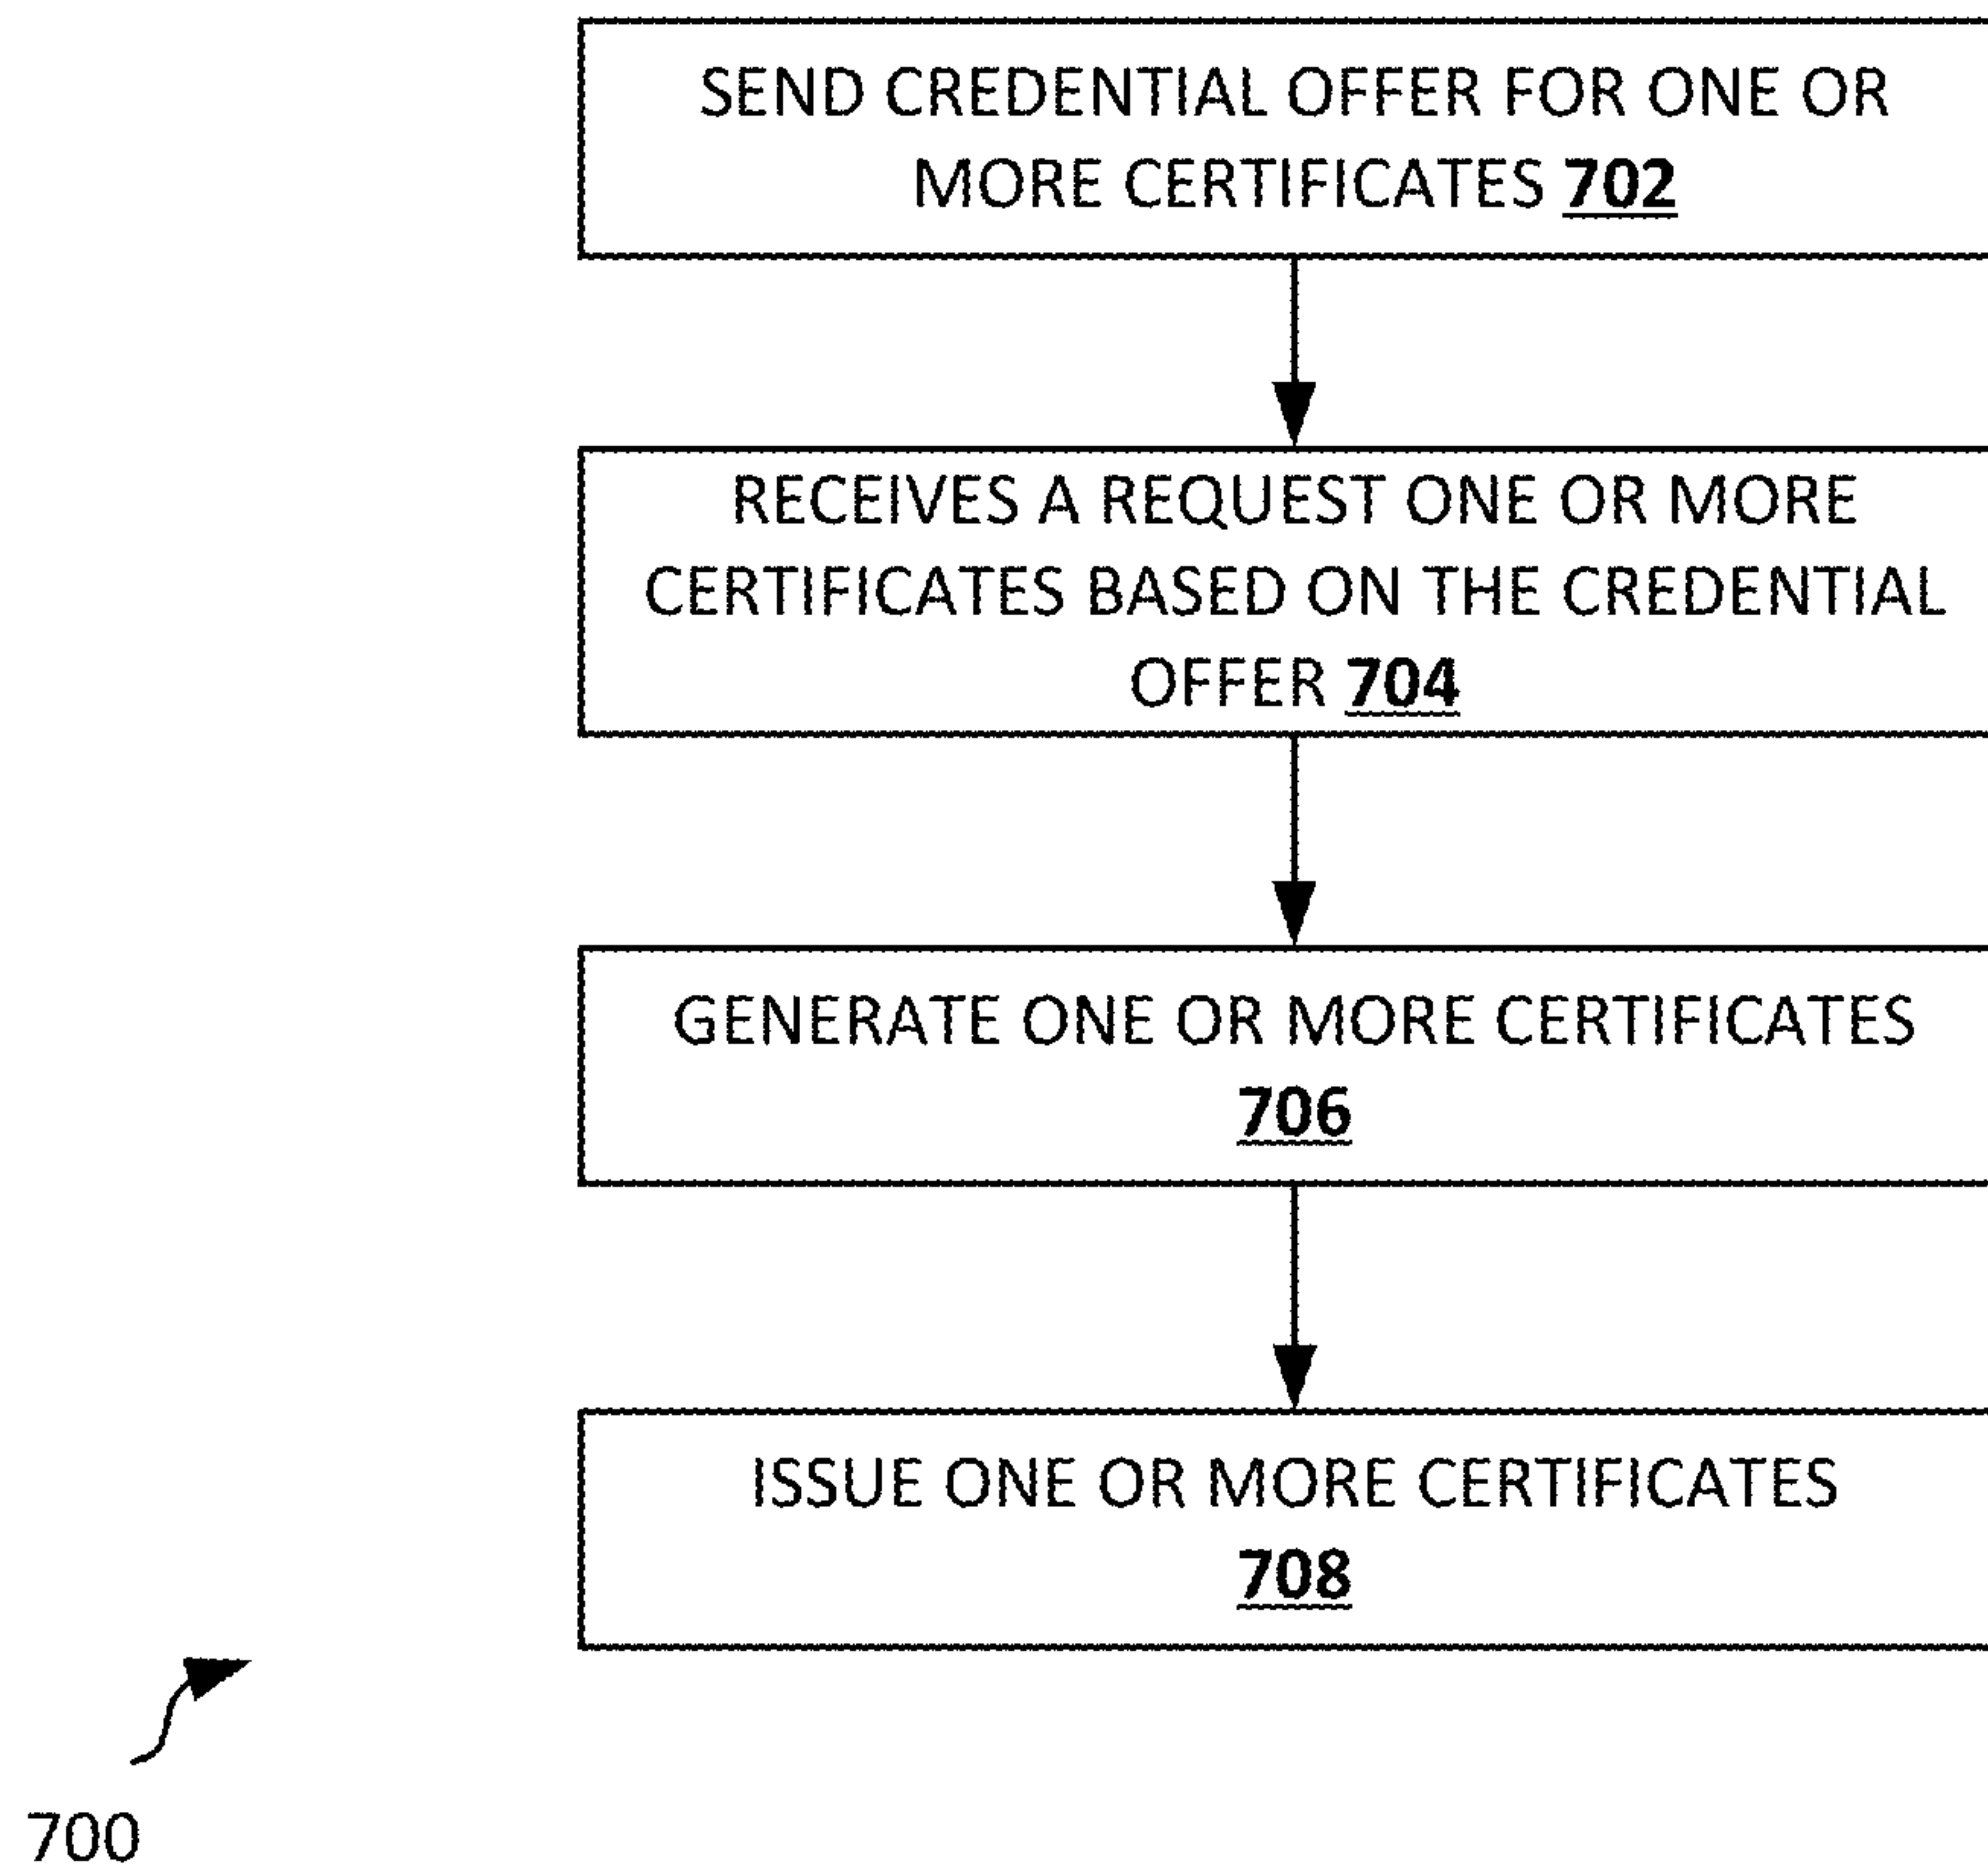 SEND CREDENTIAL OFFER FOR ONE OR
MORE CERTIFICATES 702
RECEIVES A REQUEST ONE OR MORE
CERTIFICATES BASED ON THE CREDENTIAL
OFFER 704
GENERATE ONE OR MORE CERTIFICATES
706
ISSUE ONE OR MORE CERTIFICATES
708
700